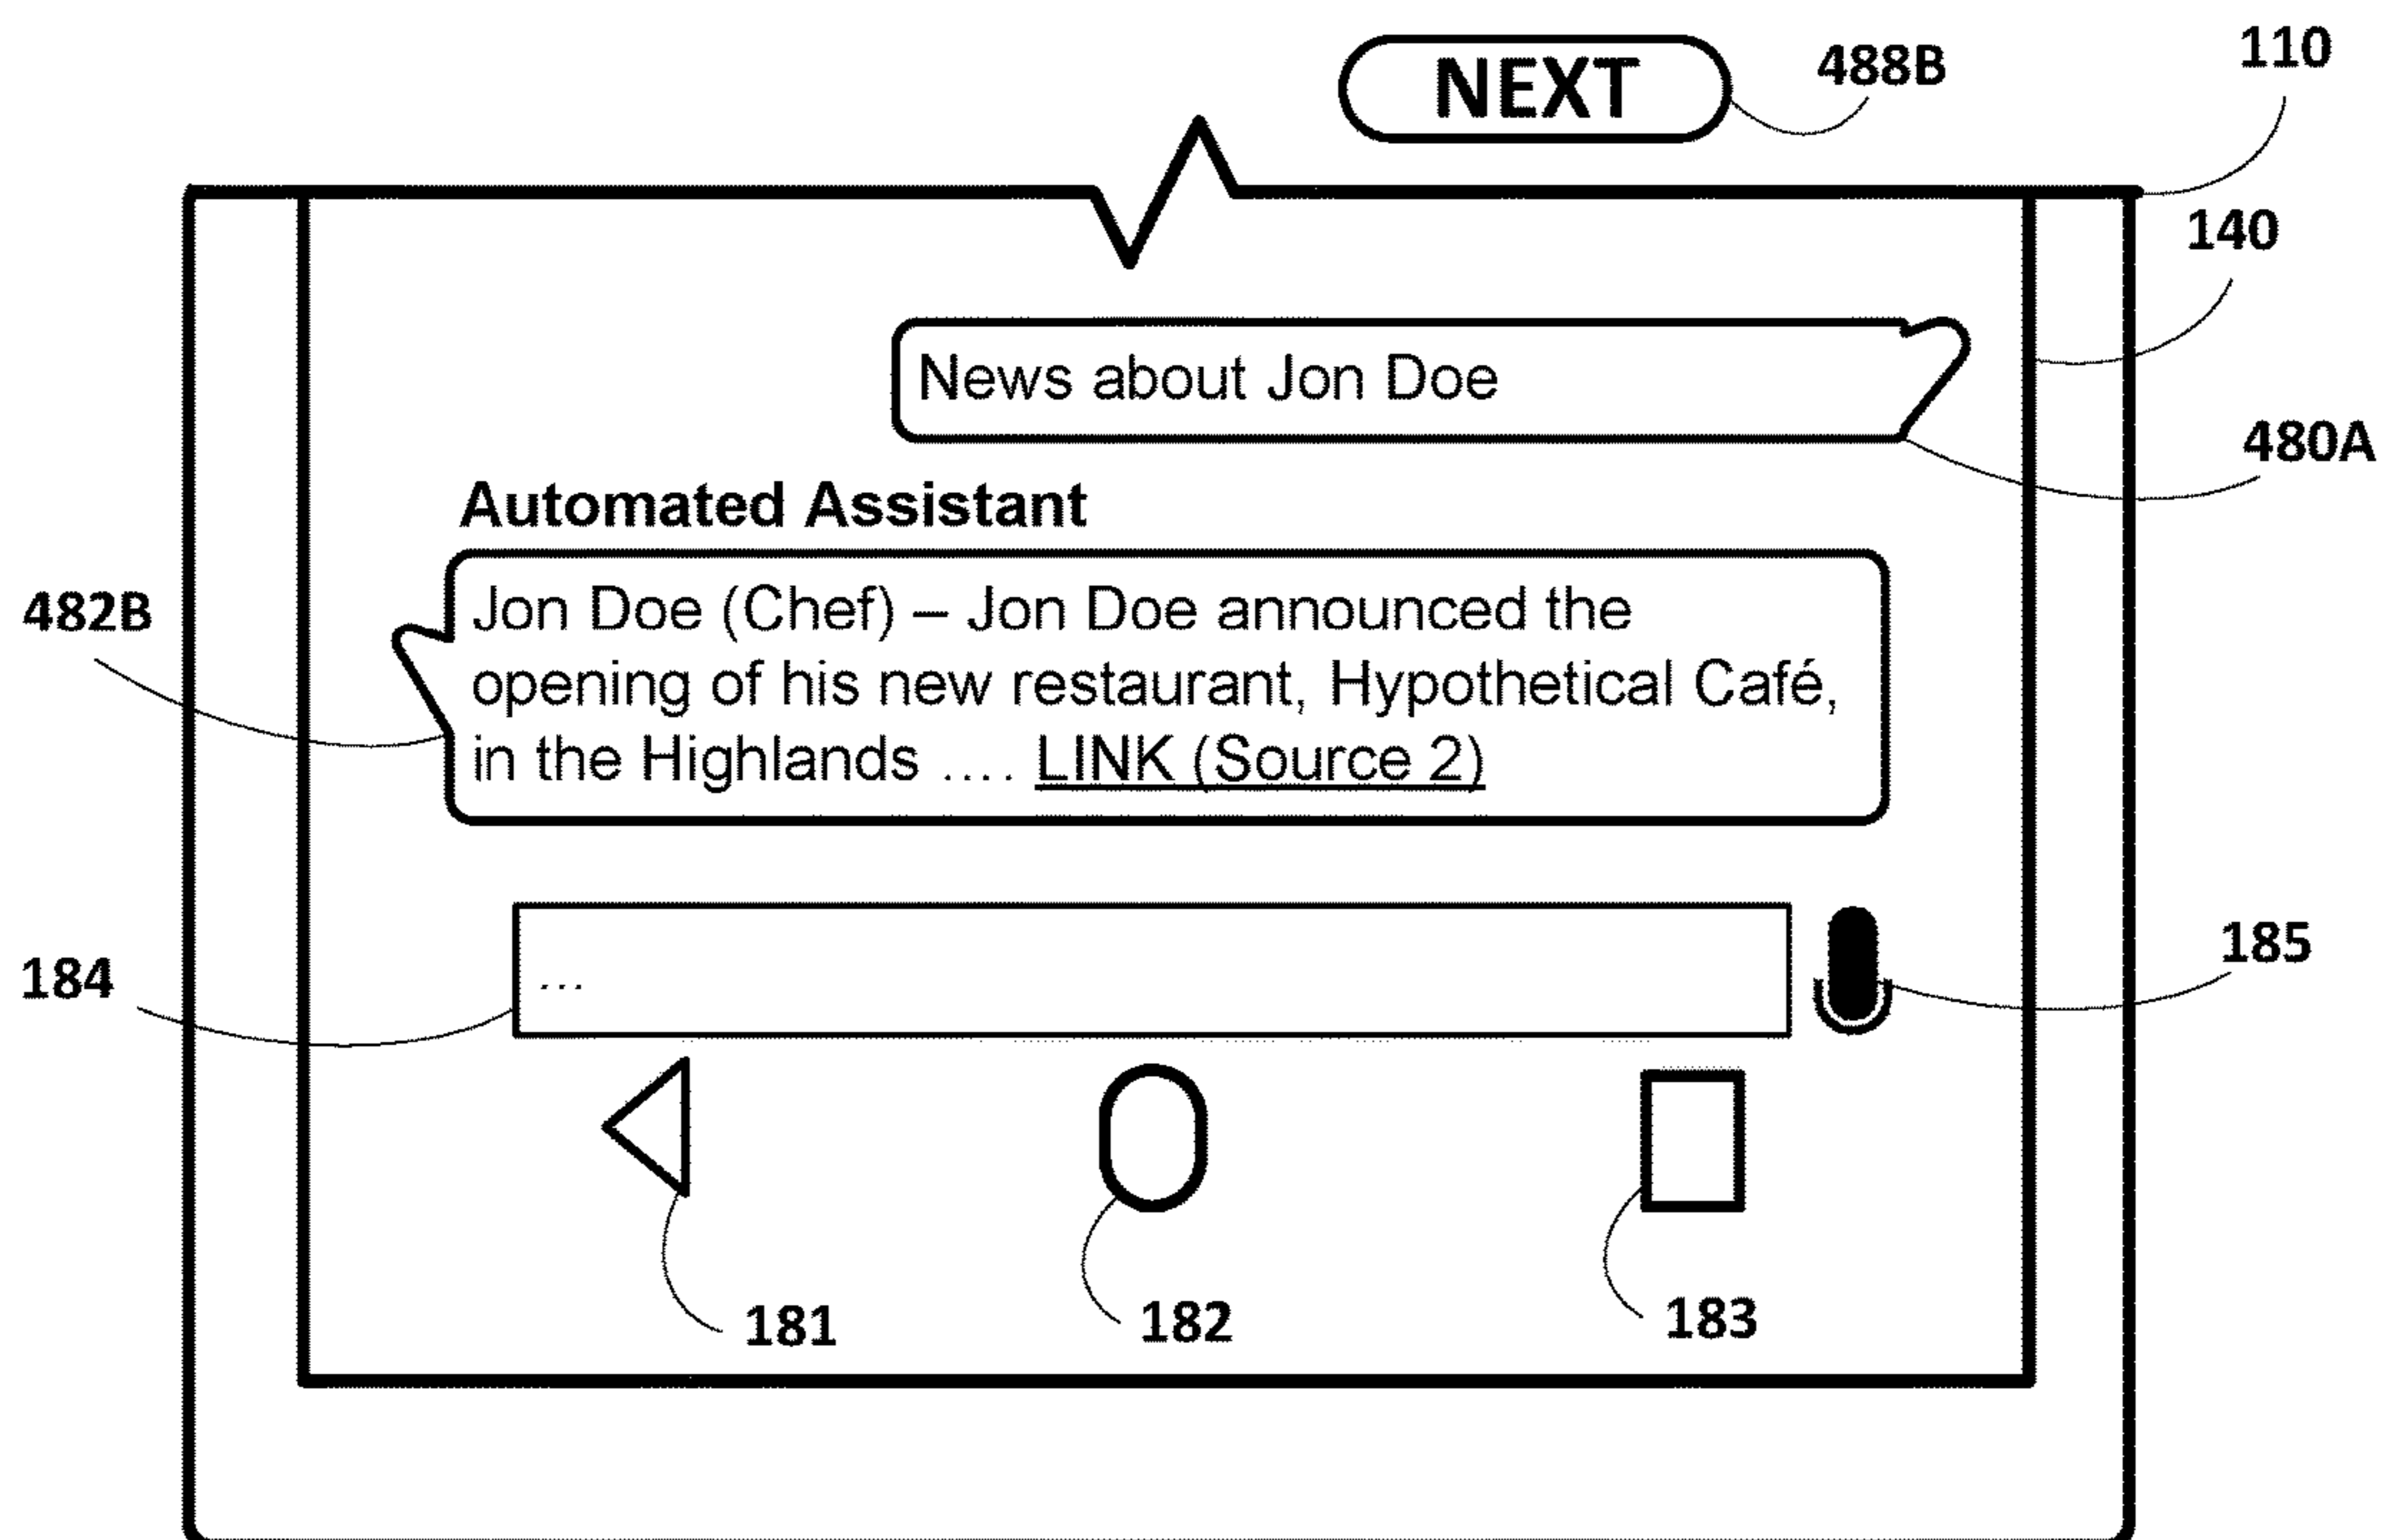 NEXT
488B
110
140
News about Jon Doe
480A
Automated Assistant
482B
Jon Doe (Chef) – Jon Doe announced the
opening of his new restaurant, Hypothetical Café,
in the Highlands .... LINK (Source 2)
184
...
185
181
182
183